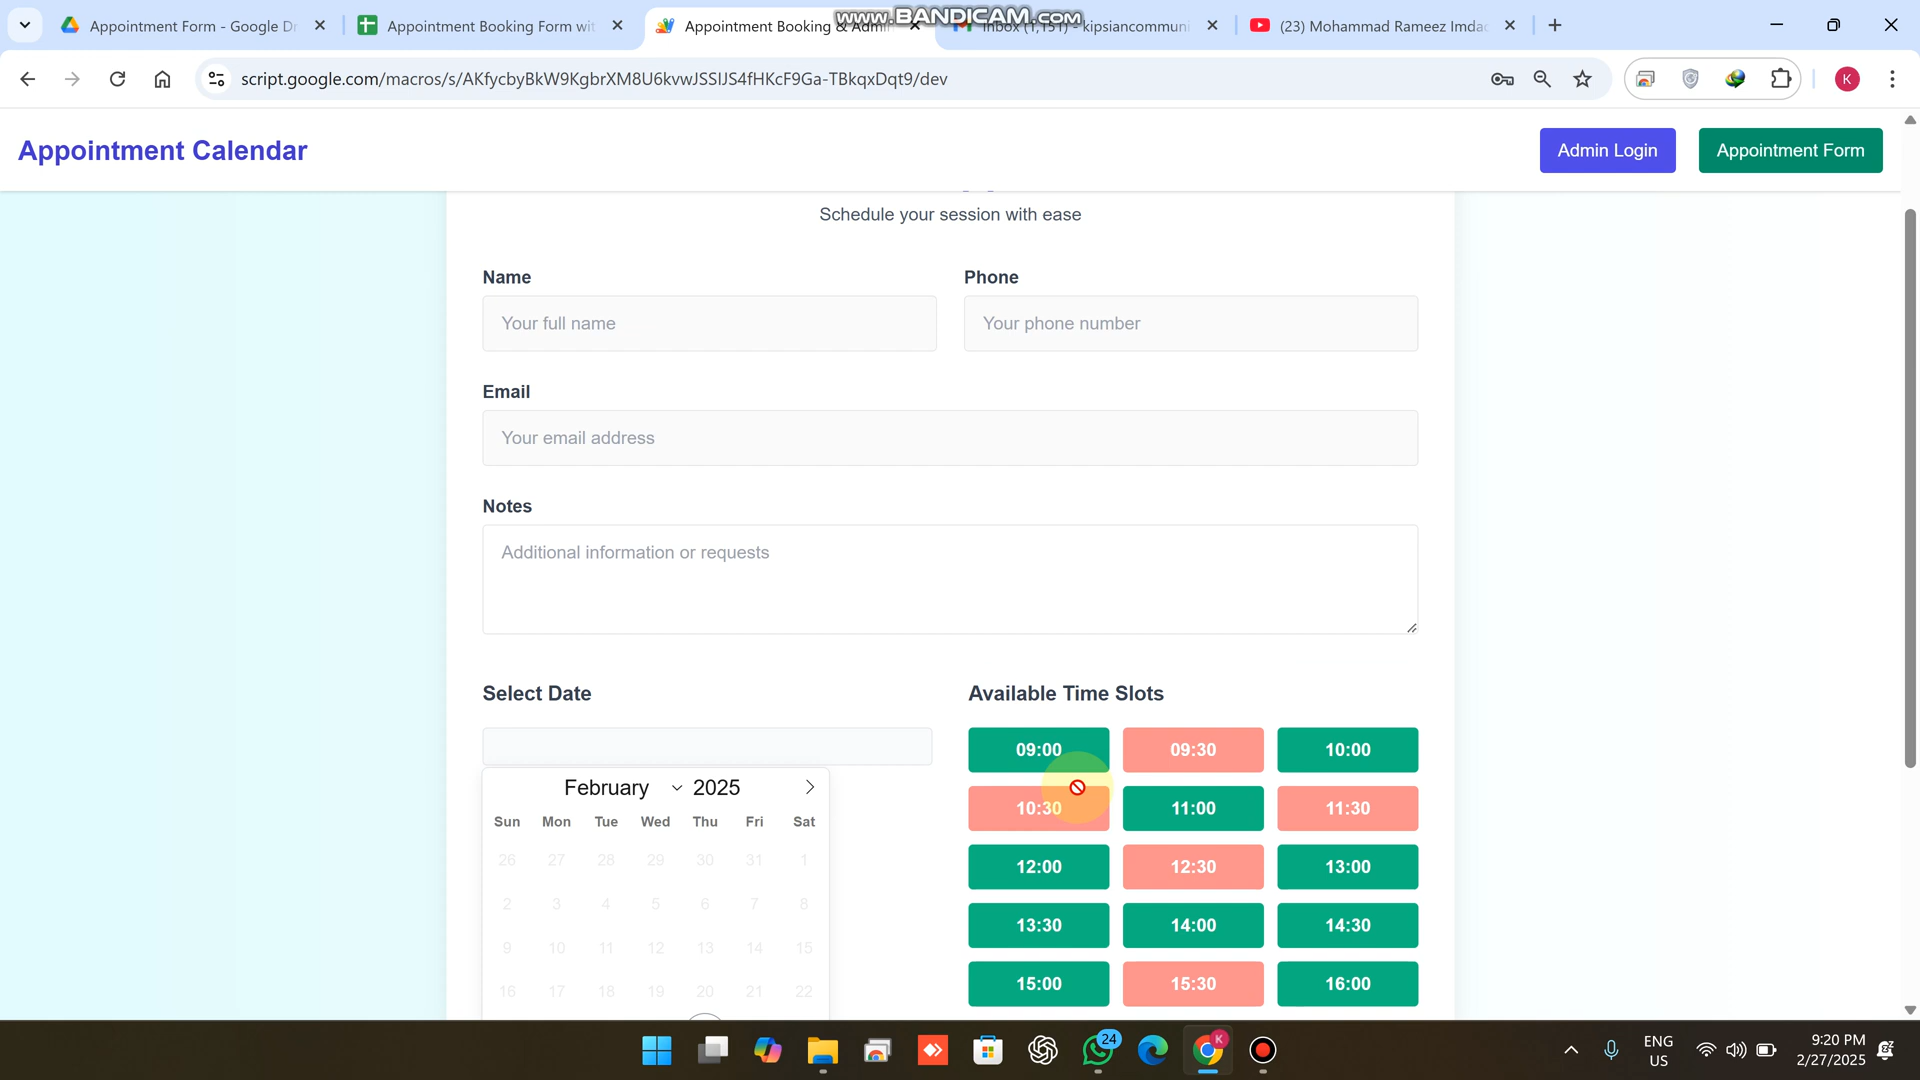 Appointment Form - Google Dr
Appointment Booking Form wit
Appointment Booking & Admi
www.BANDICAM.com
Inbox (1,151) - kipsiancommuni
(23) Mohammad Rameez Imdad
script.google.com/macros/s/AKfycbyBkW9KgbrXM8U6kvwJSSIJS4fHKcF9Ga-TBkqxDqt9/dev
K
Appointment Calendar
Admin Login
Appointment Form
Schedule your session with ease
Name
Phone
Your full name
Your phone number
Email
Your email address
Notes
Additional information or requests
Select Date
Available Time Slots
09:00 09:30 10:00
February 2025
10:30 11:00 11:30
Sun Mon Tue Wed Thu Fri Sat
26 27 28 29 30 31 1
12:00 12:30 13:00
2 3 4 5 6 7 8
13:30 14:00 14:30
9 10 11 12 13 14 15
15:00 15:30 16:00
16 17 18 19 20 21 22
24
K
ENG
US
9:20 PM
2/27/2025